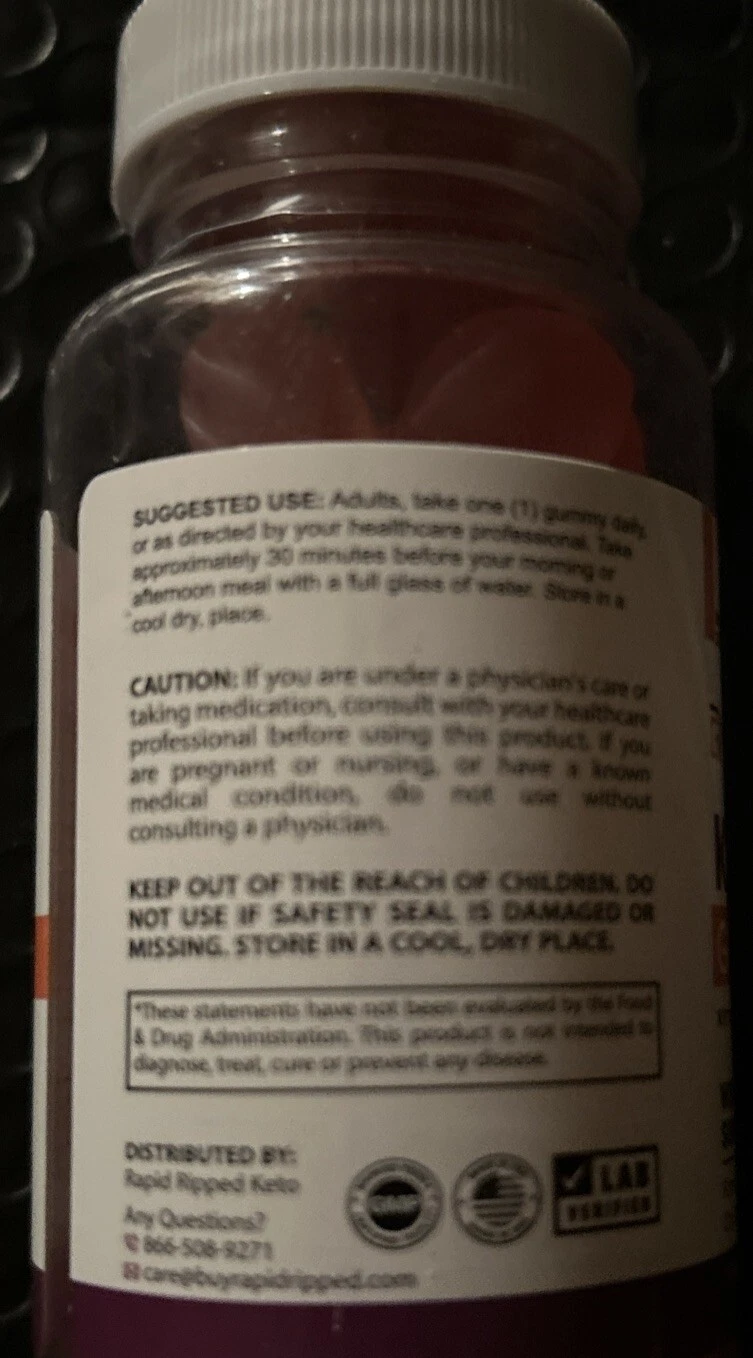 SUGGESTED USE: Adults, take one (1) gummy daily,
or as directed by your healthcare professional. Take
approximately 30 minutes before your morning or
afternoon meal with a full glass of water. Store in a
cool dry, place.
CAUTION: If you are under a physician's care or
taking medication, consult with your healthcare
professional before using this product. If you
are pregnant or nursing, or have a known
medical condition, do not use without
consulting a physician.
KEEP OUT OF THE REACH OF CHILDREN. DO
NOT USE IF SAFETY SEAL IS DAMAGED OR
MISSING. STORE IN A COOL, DRY PLACE.
*These statements have not been evaluated by the Food
& Drug Administration. This product is not intended to
diagnose, treat, cure or prevent any disease.
DISTRIBUTED BY:
Rapid Ripped Keto
Any Questions?
866-508-9271
care@buyrapidripped.com
GMP
LAB
VERIFIED